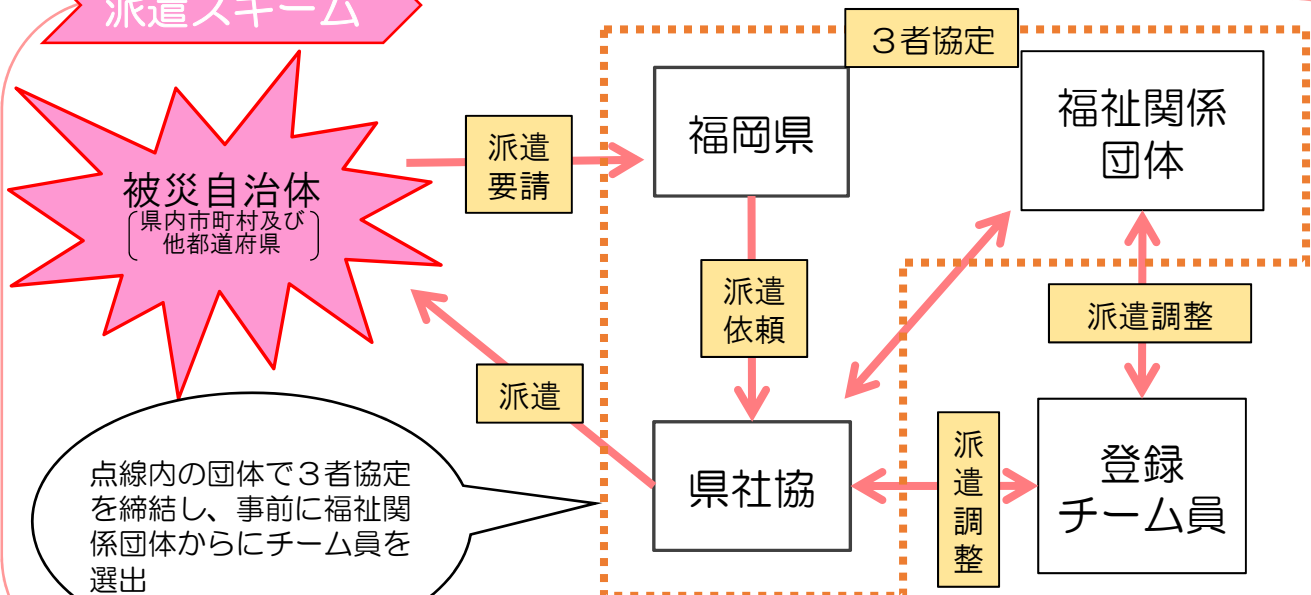 派遣スキーム
3者協定
福岡県
福祉関係
団体
派遣
要請
被災自治体
県内市町村及び
他都道府県
派遣
依頼
派遣調整
派遣
県社協
派
遣
調
整
登録
チーム員
点線内の団体で3者協定
を締結し、事前に福祉関
係団体からにチーム員を
選出